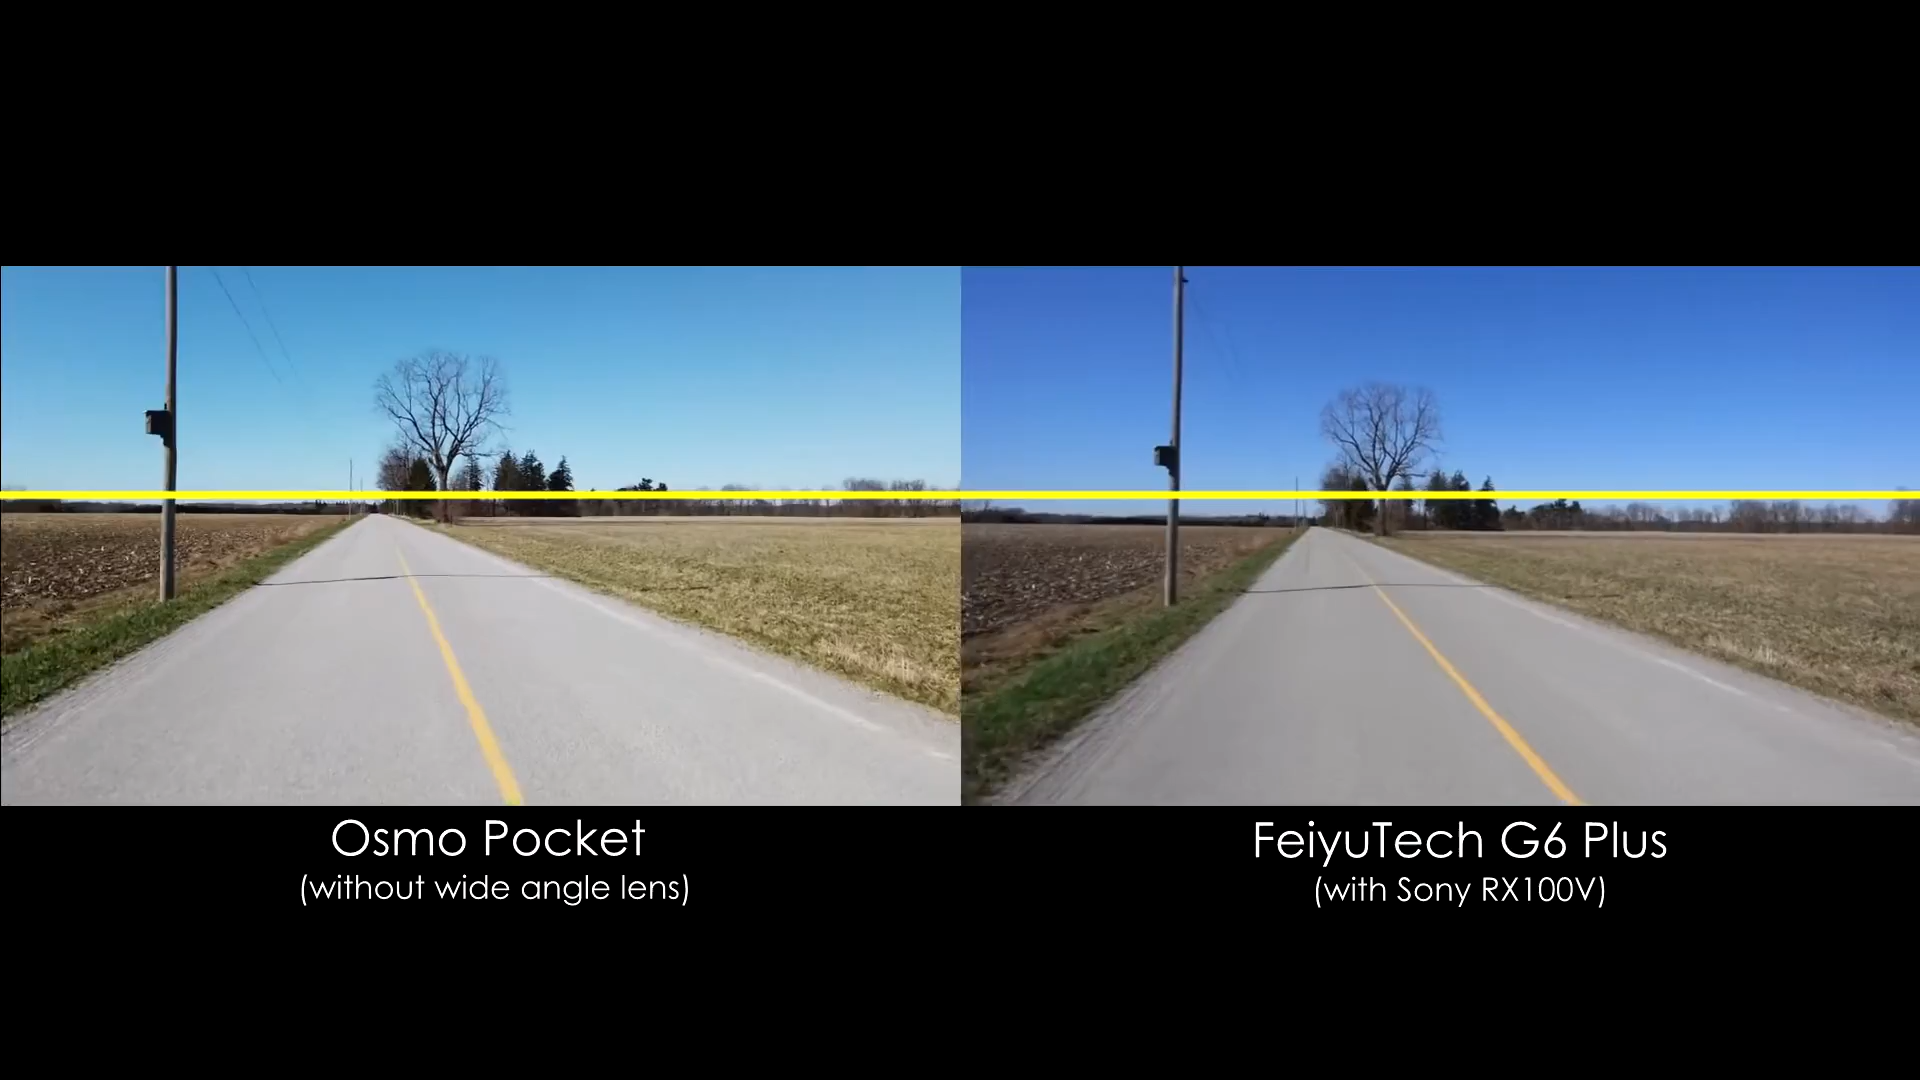 Osmo Pocket
(without wide angle lens)
FeiyuTech G6 Plus
(with Sony RX100V)